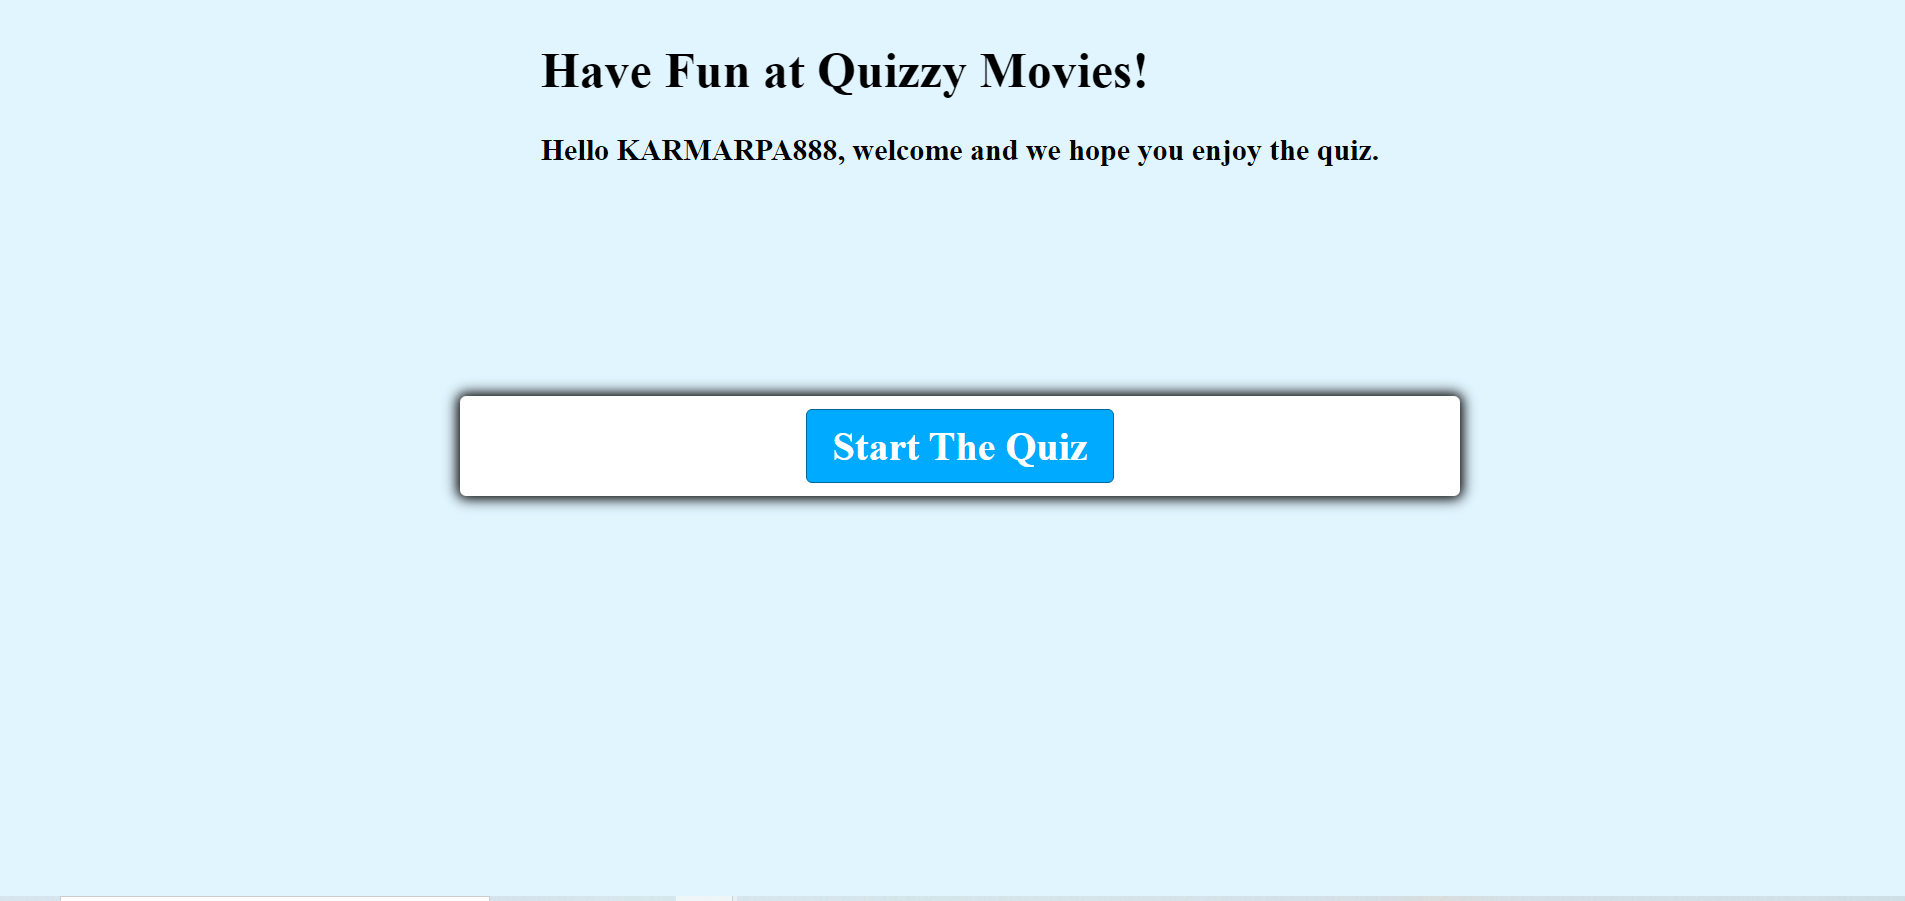 Have Fun at Quizzy Movies!
Hello KARMARPA888, welcome and we hope you enjoy the quiz.
Start The Quiz